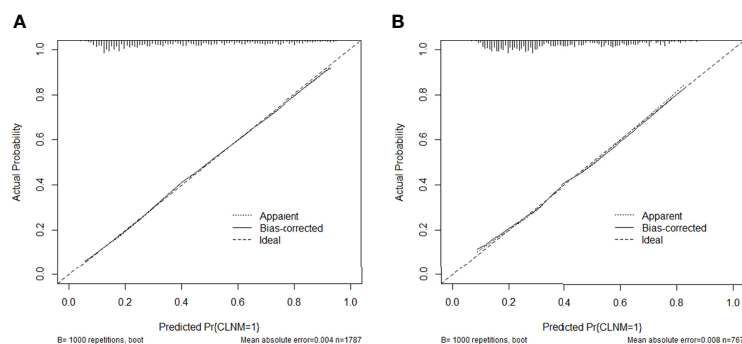 A
1.0
0.8
0.6
0.4
0.2
0.0
Actual Probability
Apparent
Bias-corrected
Ideal
0.0 0.2 0.4 0.6 0.8 1.0
Predicted Pr{CLNM=1}
B= 1000 repetitions, boot
Mean absolute error=0.004 n=1787
B
1.0
0.8
0.6
0.4
0.2
0.0
Actual Probability
Apparent
Bias-corrected
Ideal
0.0 0.2 0.4 0.6 0.8 1.0
Predicted Pr{CLNM=1}
B= 1000 repetitions, boot
Mean absolute error=0.008 n=767